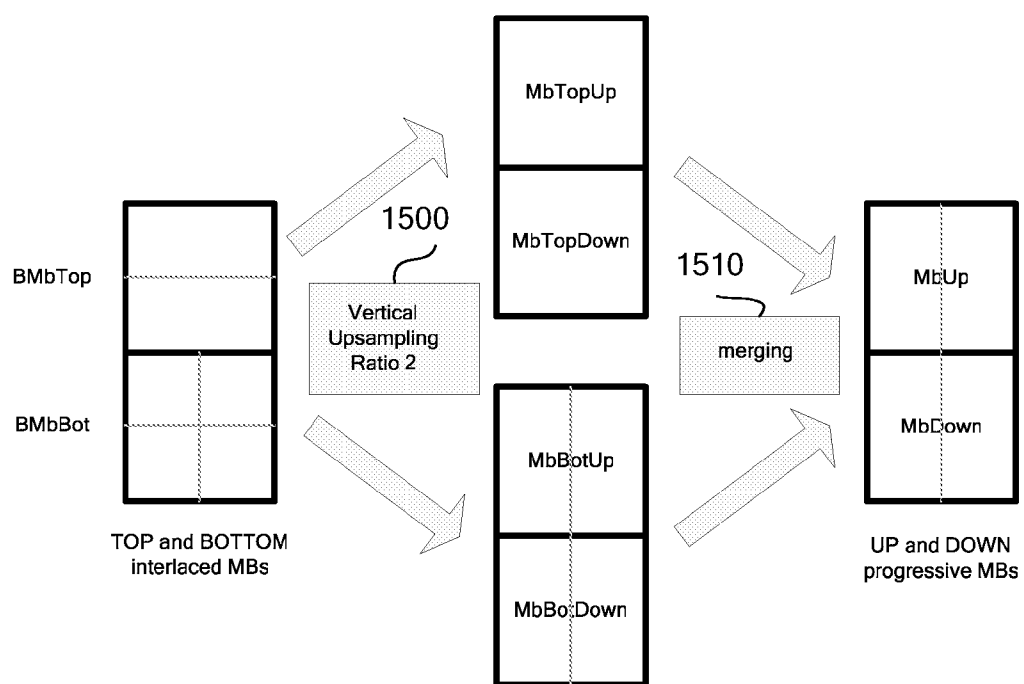 MbTopUp
MbTopDown
1500
1510
BMbTop
BMbBot
Vertical
Upsampling
Ratio 2
merging
MbUp
MbDown
MbBotUp
MbBotDown
TOP and BOTTOM
interlaced MBs
UP and DOWN
progressive MBs